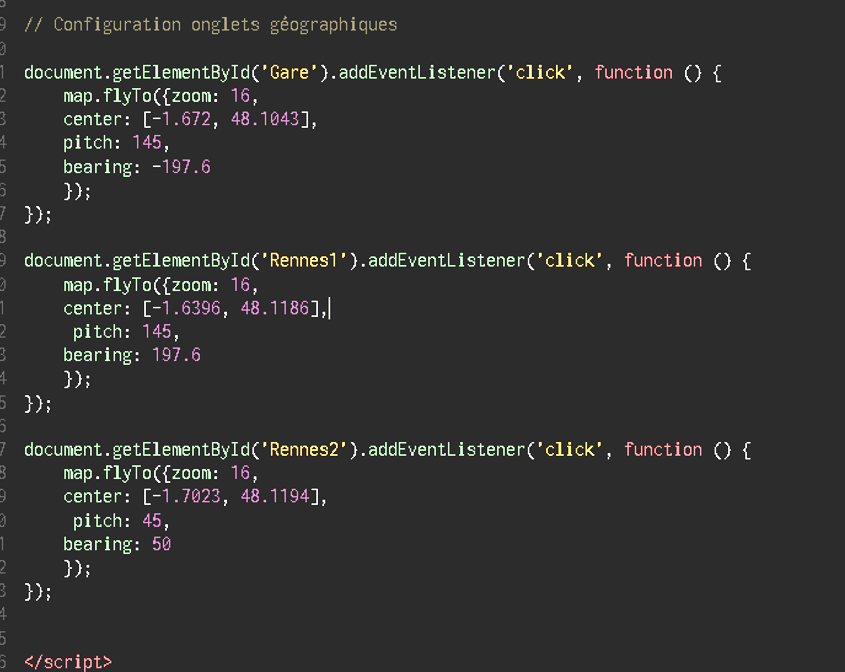 // Configuration onglets géographiques
document.getElementById('Gare').addEventListener('click', function () {
map.flyTo({zoom: 16,
center: [-1.672, 48.1043],
pitch: 145,
bearing: -197.6
});
});
document.getElementById('Rennes1').addEventListener('click', function () {
map.flyTo({zoom: 16,
center: [-1.6396, 48.1186],
pitch: 145,
bearing: 197.6
});
});
document.getElementById('Rennes2').addEventListener('click', function () {
map.flyTo({zoom: 16,
center: [-1.7023, 48.1194],
pitch: 45,
bearing: 50
});
});
</script>